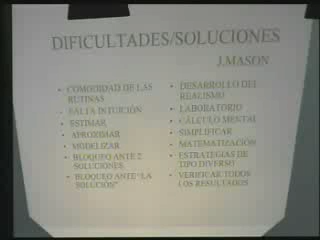 DIFICULTADES/SOLUCIONES
J.MASON
• COMODIDAD DE LAS
RUTINAS
• FALTA INTUICIÓN
• ESTIMAR
• APROXIMAR
• MODELIZAR
• BLOQUEO ANTE 2
SOLUCIONES
• BLOQUEO ANTE "LA
SOLUCIÓN"
• DESARROLLO DEL
REALISMO
• LABORATORIO
• CÁLCULO MENTAL
• SIMPLIFICAR
• MATEMATIZACIÓN
• ESTRATEGIAS DE
TIPO DIVERSO
• VERIFICAR TODOS
LOS RESULTADOS